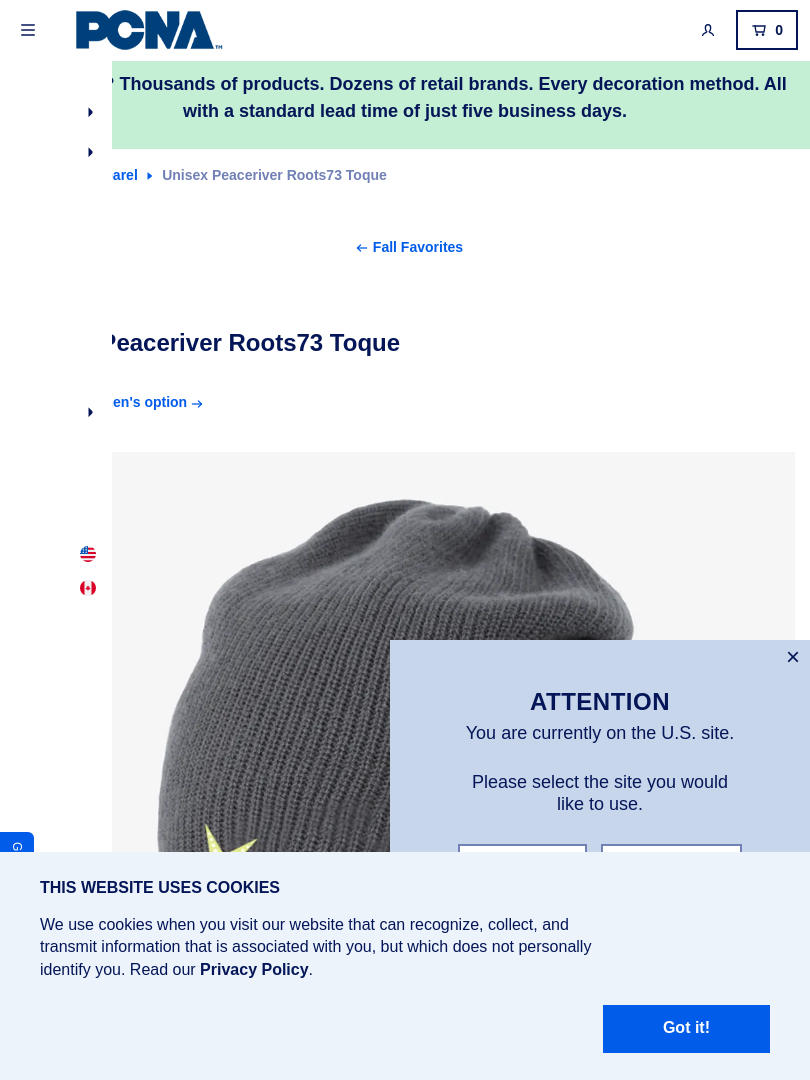 PCNA™
0
Thousands of products. Dozens of retail brands. Every decoration method. All
with a standard lead time of just five business days.
arel
Unisex Peaceriver Roots73 Toque
Fall Favorites
Peaceriver Roots73 Toque
en's option
ATTENTION
You are currently on the U.S. site.
Please select the site you would
like to use.
G
THIS WEBSITE USES COOKIES
We use cookies when you visit our website that can recognize, collect, and
transmit information that is associated with you, but which does not personally
identify you. Read our Privacy Policy.
Got it!